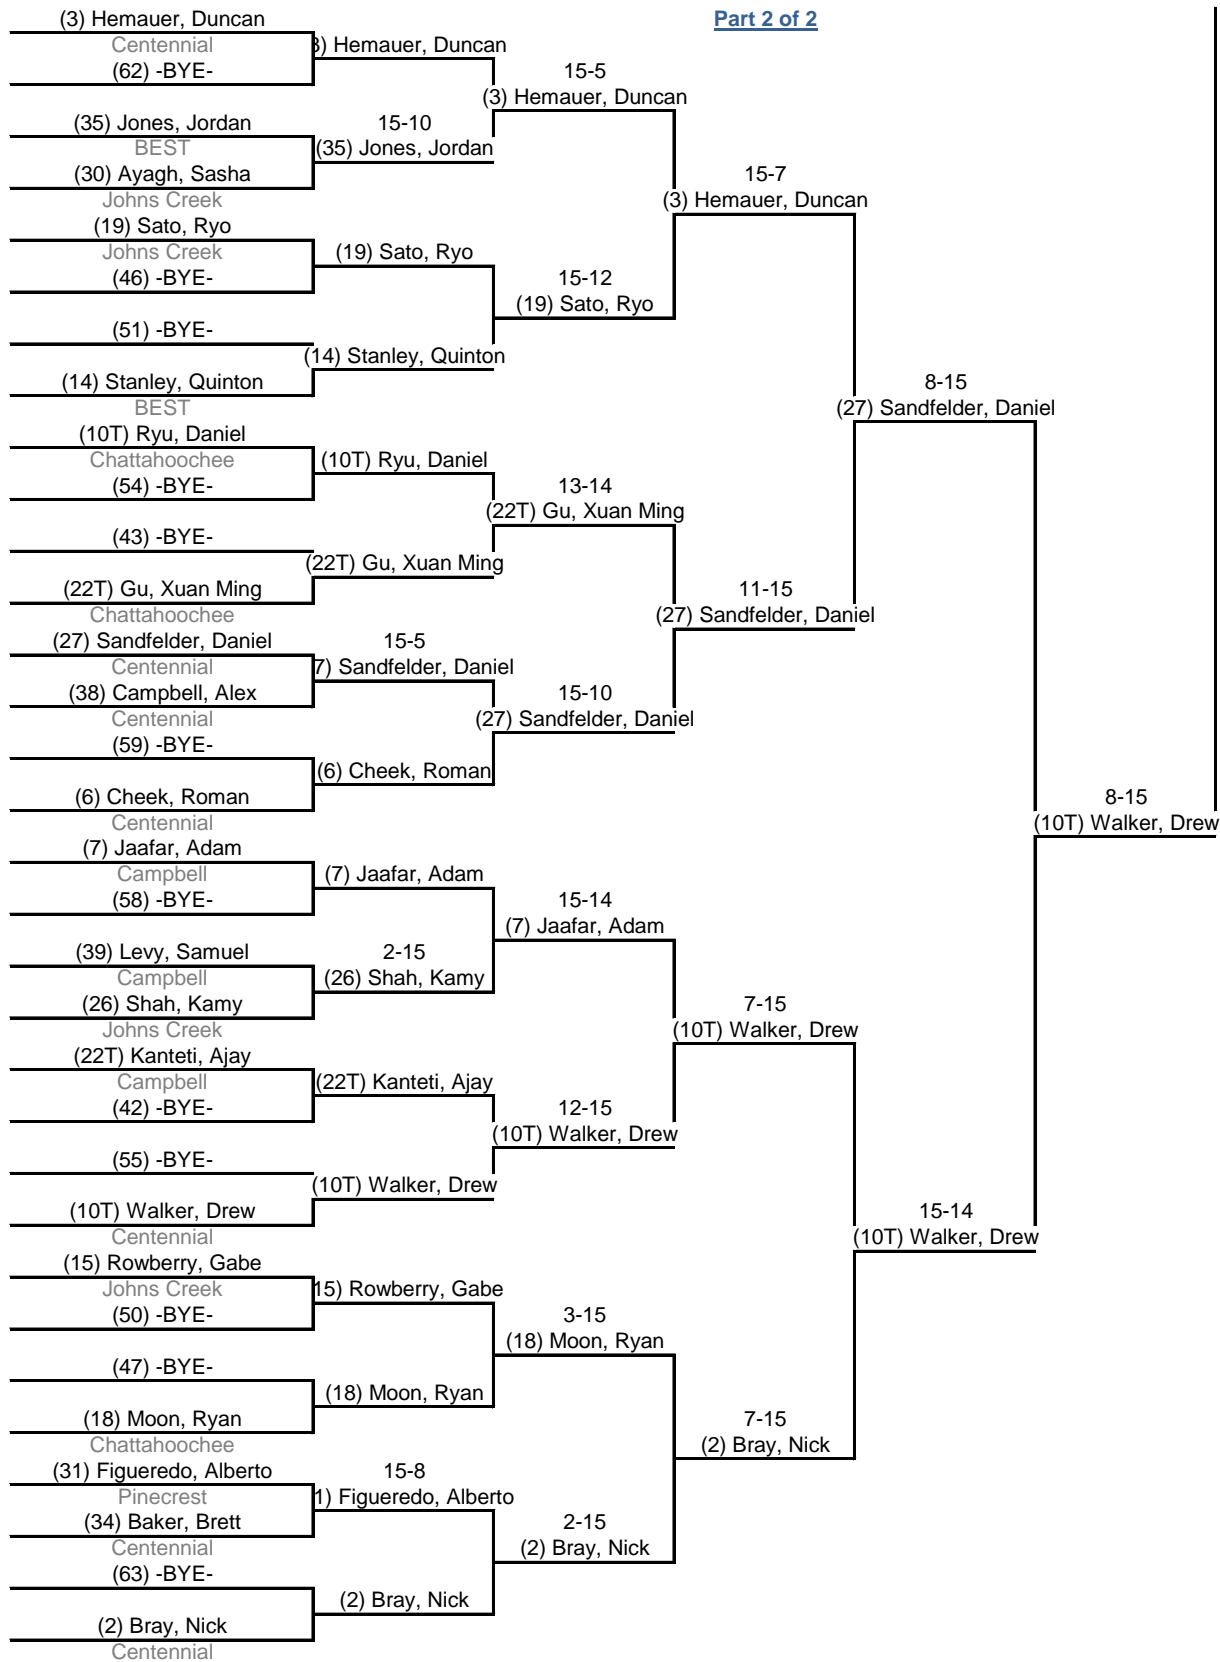 Part 2 of 2
(3) Hemauer, Duncan
Centennial
(62) -BYE-
(35) Jones, Jordan
BEST
(30) Ayagh, Sasha
Johns Creek
(19) Sato, Ryo
Johns Creek
(46) -BYE-
(51) -BYE-
(14) Stanley, Quinton
BEST
(10T) Ryu, Daniel
Chattahoochee
(54) -BYE-
(43) -BYE-
(22T) Gu, Xuan Ming
Chattahoochee
(27) Sandfelder, Daniel
Centennial
(38) Campbell, Alex
Centennial
(59) -BYE-
(6) Cheek, Roman
Centennial
(7) Jaafar, Adam
Campbell
(58) -BYE-
(39) Levy, Samuel
Campbell
(26) Shah, Kamy
Johns Creek
(22T) Kanteti, Ajay
Campbell
(42) -BYE-
(55) -BYE-
(10T) Walker, Drew
Centennial
(15) Rowberry, Gabe
Johns Creek
(50) -BYE-
(47) -BYE-
(18) Moon, Ryan
Chattahoochee
(31) Figueredo, Alberto
Pinecrest
(34) Baker, Brett
Centennial
(63) -BYE-
(2) Bray, Nick
Centennial
3) Hemauer, Duncan
15-10
(35) Jones, Jordan
(19) Sato, Ryo
(14) Stanley, Quinton
(10T) Ryu, Daniel
(22T) Gu, Xuan Ming
15-5
7) Sandfelder, Daniel
(6) Cheek, Roman
(7) Jaafar, Adam
2-15
(26) Shah, Kamy
(22T) Kanteti, Ajay
(10T) Walker, Drew
15) Rowberry, Gabe
(18) Moon, Ryan
15-8
1) Figueredo, Alberto
(2) Bray, Nick
15-5
(3) Hemauer, Duncan
15-12
(19) Sato, Ryo
13-14
(22T) Gu, Xuan Ming
15-10
(27) Sandfelder, Daniel
15-14
(7) Jaafar, Adam
12-15
(10T) Walker, Drew
3-15
(18) Moon, Ryan
2-15
(2) Bray, Nick
15-7
(3) Hemauer, Duncan
11-15
(27) Sandfelder, Daniel
7-15
(10T) Walker, Drew
7-15
(2) Bray, Nick
8-15
(27) Sandfelder, Daniel
15-14
(10T) Walker, Drew
8-15
(10T) Walker, Drew